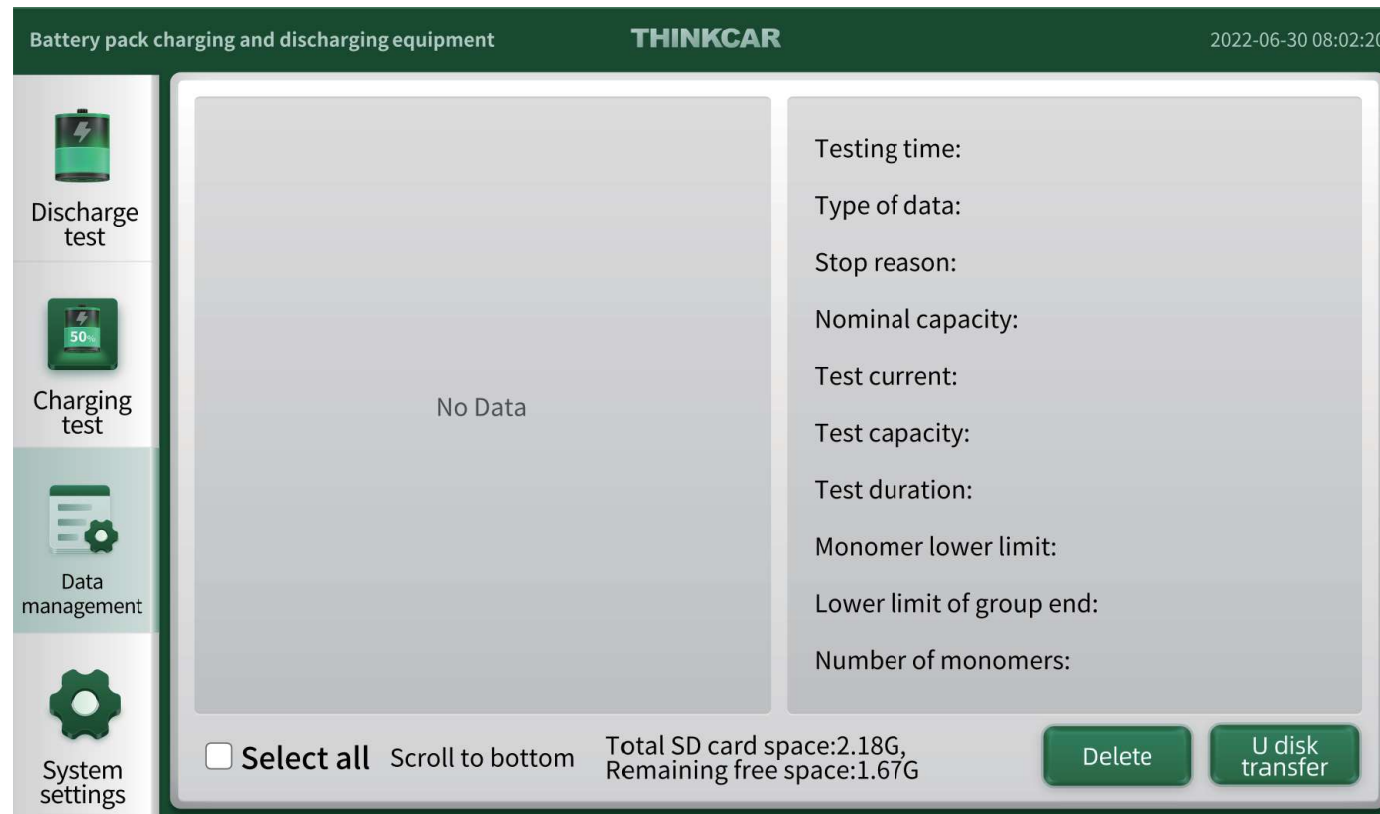 Battery pack charging and discharging equipment
THINKCAR
2022-06-30 08:02:20
Discharge
test
50%
Charging
test
Data
management
System
settings
No Data
Testing time:
Type of data:
Stop reason:
Nominal capacity:
Test current:
Test capacity:
Test duration:
Monomer lower limit:
Lower limit of group end:
Number of monomers:
Select all
Scroll to bottom
Total SD card space:2.18G,
Remaining free space:1.67G
Delete
U disk
transfer